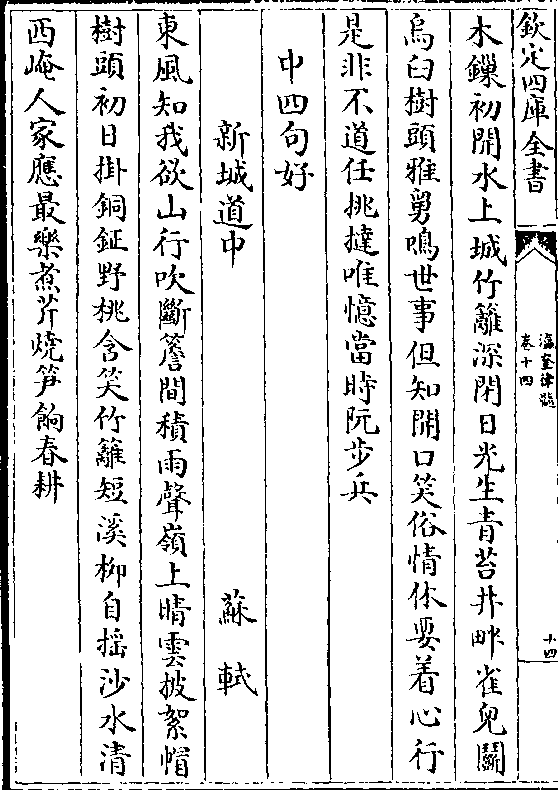 欽定四庫全書
瀛奎律髓
卷十四
十四
木鏁初開水上城竹籬深閉日光生青苔井畔雀兒鬬
烏臼樹頭雅舅鳴世事但知開口笑俗情休要着心行
是非不道任挑撻唯憶當時阮步兵
中四句好
新城道中 蘇軾
東風知我欲山行吹斷簷間積雨聲嶺上晴雲披絮帽
樹頭初日掛銅鉦野桃含笑竹籬短溪柳自揺沙水清
西崦人家應最樂煮芹燒笋餉春耕